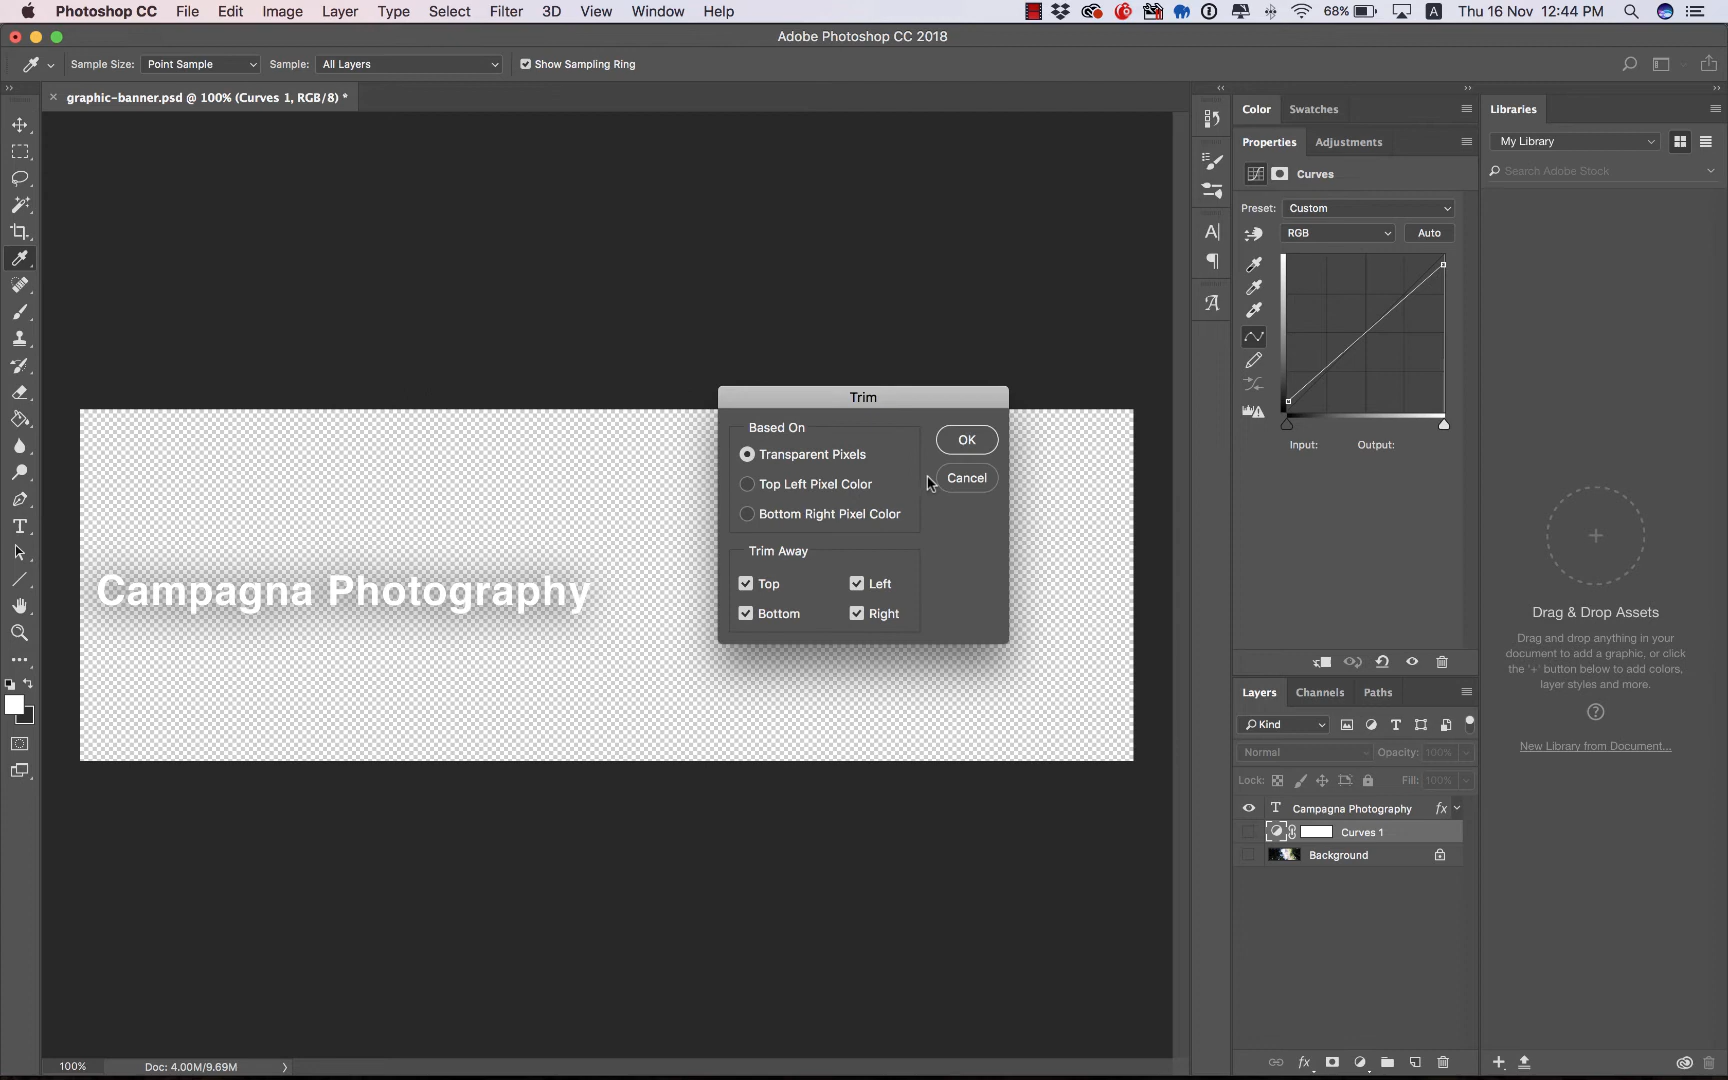 Photoshop CC File Edit Image Layer Type Select Filter 3D View Window Help 68% A Thu 16 Nov 12:44 PM
Adobe Photoshop CC 2018
Sample Size: Point Sample Sample: All Layers Show Sampling Ring
graphic-banner.psd @ 100% (Curves 1, RGB/8) *
Color Swatches
Libraries
Properties Adjustments
My Library
Curves
Search Adobe Stock
Preset: Custom
RGB Auto
Input: Output:
Trim
Based On
OK
Transparent Pixels
Cancel
Top Left Pixel Color
Bottom Right Pixel Color
Trim Away
Top Left
Bottom Right
Campagna Photography
Drag & Drop Assets
Drag and drop anything in your
document to add a graphic, or click
the '+' button below to add colors,
layer styles and more.
New Library from Document...
Layers Channels Paths
Kind
Normal Opacity: 100%
Lock: Fill: 100%
Campagna Photography fx
Curves 1
Background
100% Doc: 4.00M/9.69M
fx